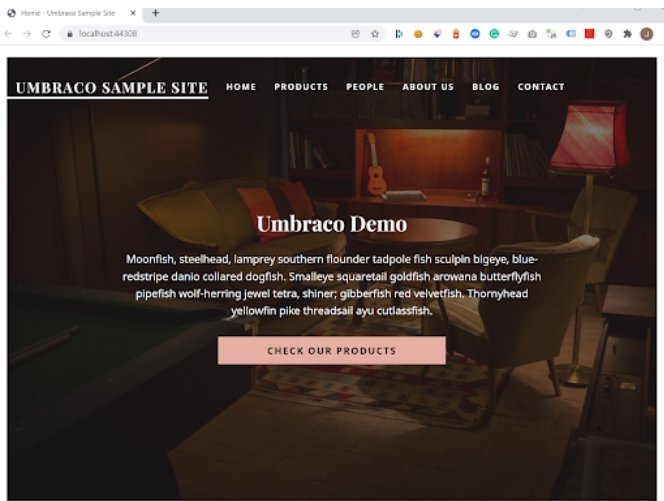 Home - Umbraco Sample Site
localhost:44308
UMBRACO SAMPLE SITE HOME PRODUCTS PEOPLE ABOUT US BLOG CONTACT
Umbraco Demo
Moonfish, steelhead, lamprey southern flounder tadpole fish sculpin bigeye, blue-
redstripe danio collared dogfish. Smalleye squaretail goldfish arowana butterflyfish
pipefish wolf-herring jewel tetra, shiner; gibberfish red velvetfish. Thornyhead
yellowfin pike threadsail ayu cutlassfish.
CHECK OUR PRODUCTS